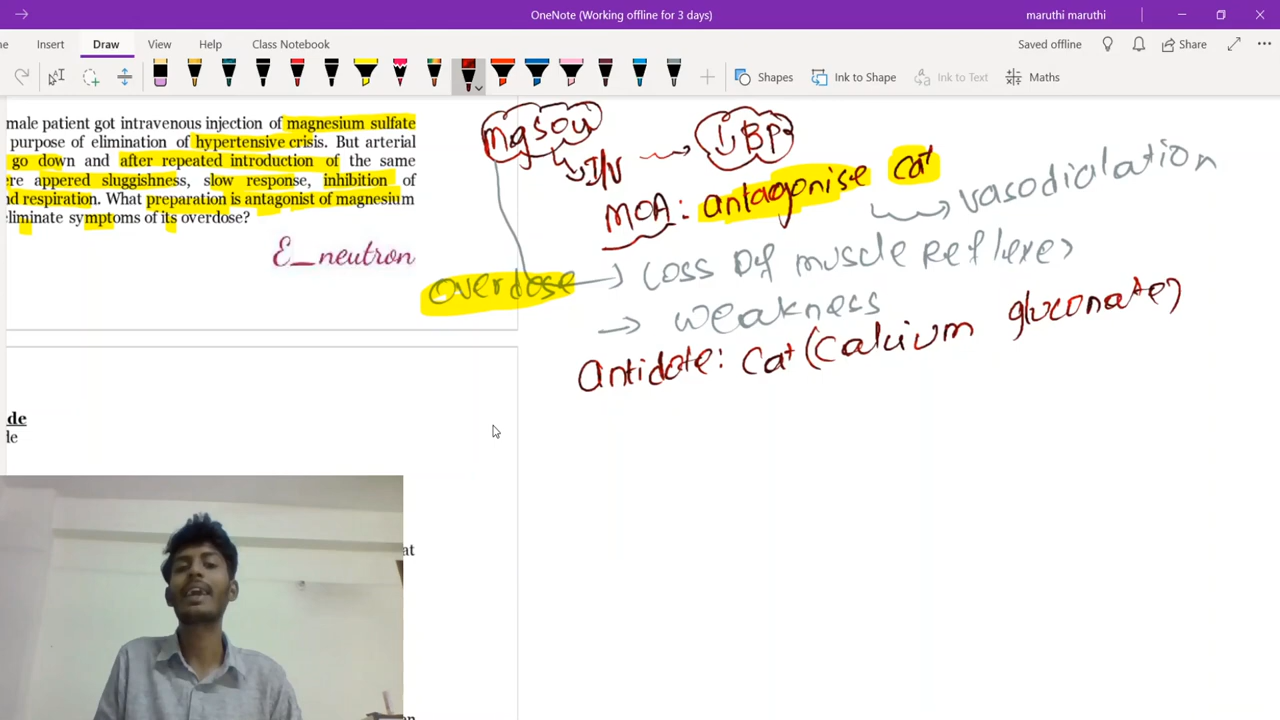 OneNote (Working offline for 3 days)
maruthi maruthi
Insert Draw View Help Class Notebook
Saved offline
Share
Shapes
Ink to Shape
Ink to Text
Maths
male patient got intravenous injection of magnesium sulfate
purpose of elimination of hypertensive crisis. But arterial
go down and after repeated introduction of the same
ere appered sluggishness, slow response, inhibition of
nd respiration. What preparation is antagonist of magnesium
eliminate symptoms of its overdose?
E_neutron
mgSO4
↳ I/V → ↓BP
MOA: antagonise Ca+
↳ vasodialation
overdose → Loss Of muscle Reflexes
→ weakness
Antidote: Ca+ (Calcium gluconate)
de
de
at
on